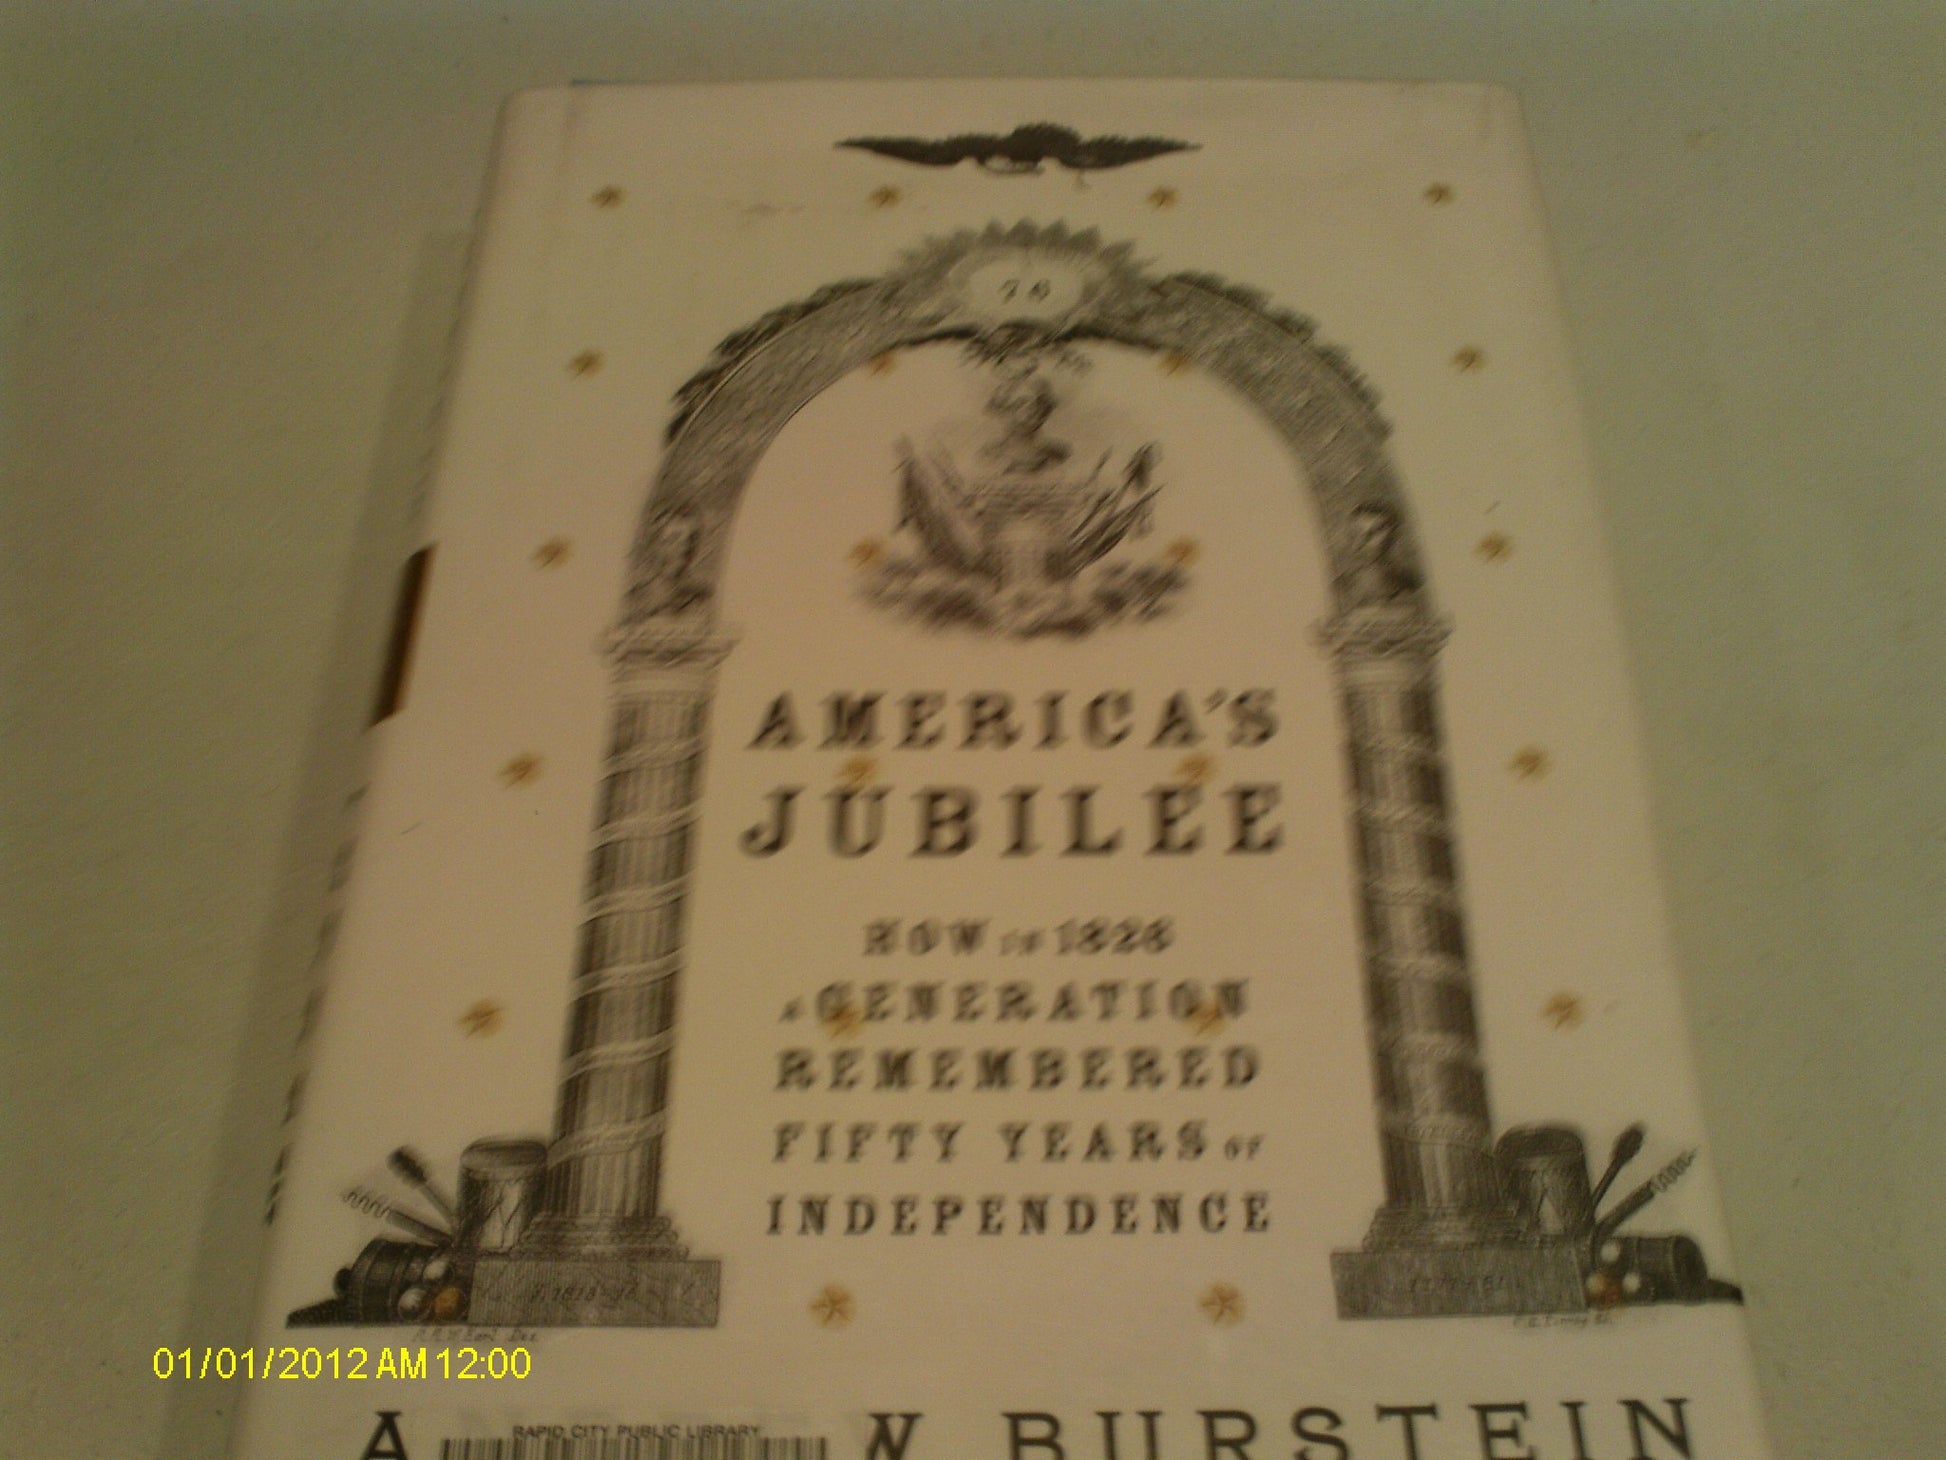 76
AMERICA'S
JUBILEE
HOW IN 1826
A GENERATION
REMEMBERED
FIFTY YEARS OF
INDEPENDENCE
01/01/2012 AM 12:00
RAPID CITY PUBLIC LIBRARY
A W BURSTEIN